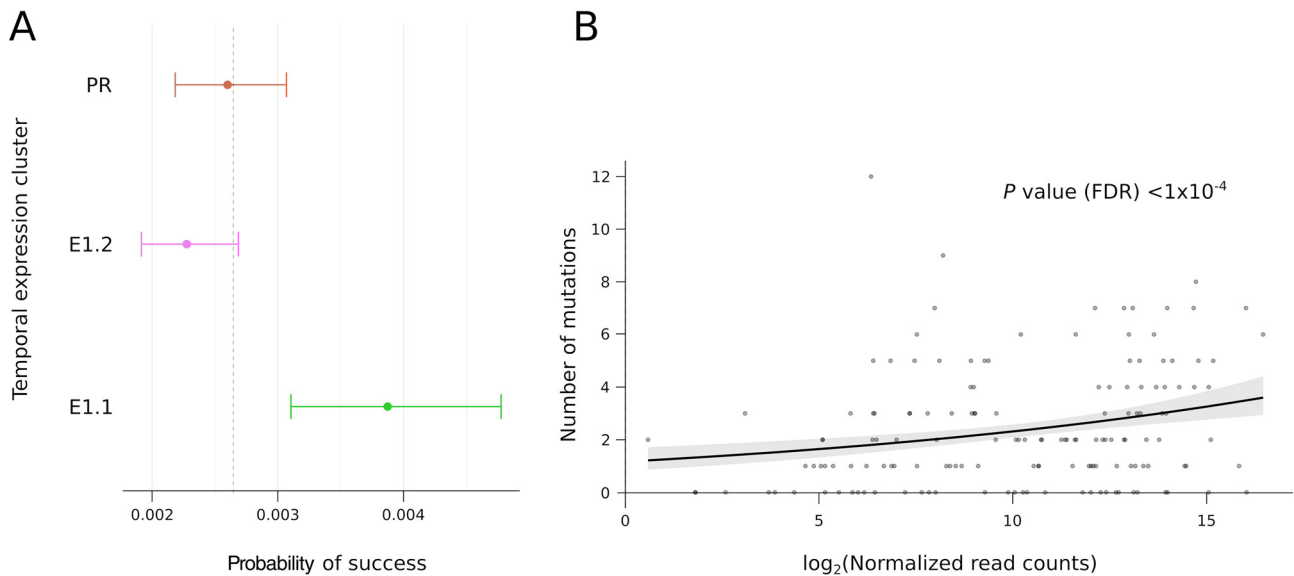 A
Temporal expression cluster
PR
E1.2
E1.1
0.002
0.003
0.004
Probability of success
B
Number of mutations
12
10
8
6
4
2
0
P value (FDR) <1x10⁻⁴
0
5
10
15
log₂(Normalized read counts)